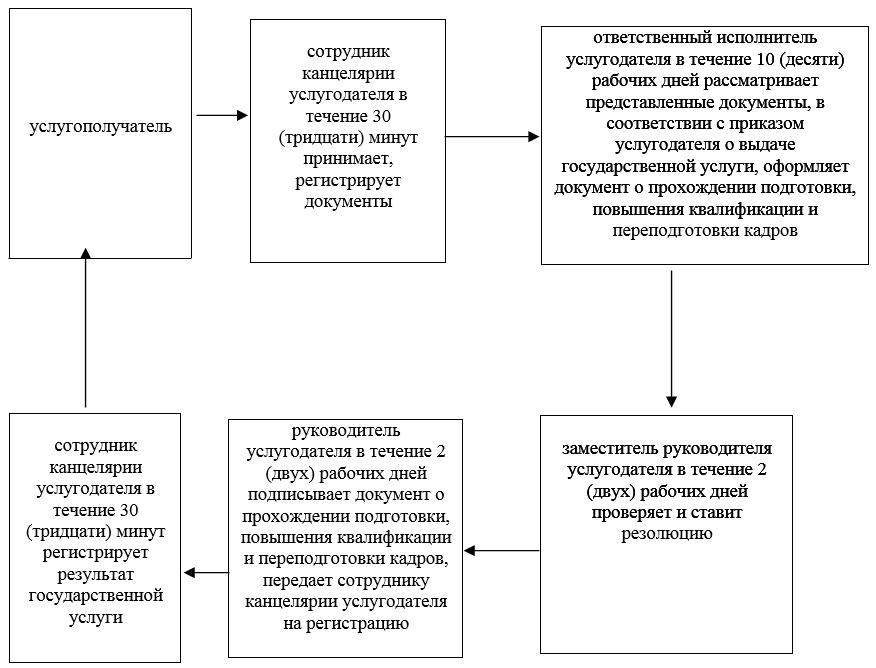 услугополучатель
сотрудник
канцелярии
услугодателя в
течение 30
(тридцати) минут
принимает,
регистрирует
документы
ответственный исполнитель
услугодателя в течение 10 (десяти)
рабочих дней рассматривает
представленные документы, в
соответствии с приказом
услугодателя о выдаче
государственной услуги, оформляет
документ о прохождении подготовки,
повышения квалификации и
переподготовки кадров
заместитель руководителя
услугодателя в течение 2
(двух) рабочих дней
проверяет и ставит
резолюцию
руководитель
услугодателя в течение 2
(двух) рабочих дней
подписывает документ о
прохождении подготовки,
повышения квалификации
и переподготовки кадров,
передает сотруднику
канцелярии услугодателя
на регистрацию
сотрудник
канцелярии
услугодателя в
течение 30
(тридцати) минут
регистрирует
результат
государственной
услуги